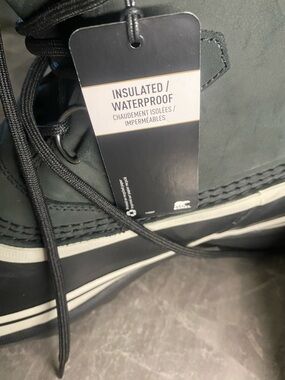 INSULATED /
WATERPROOF
CHAUDEMENT ISOLÉES /
IMPERMÉABLES